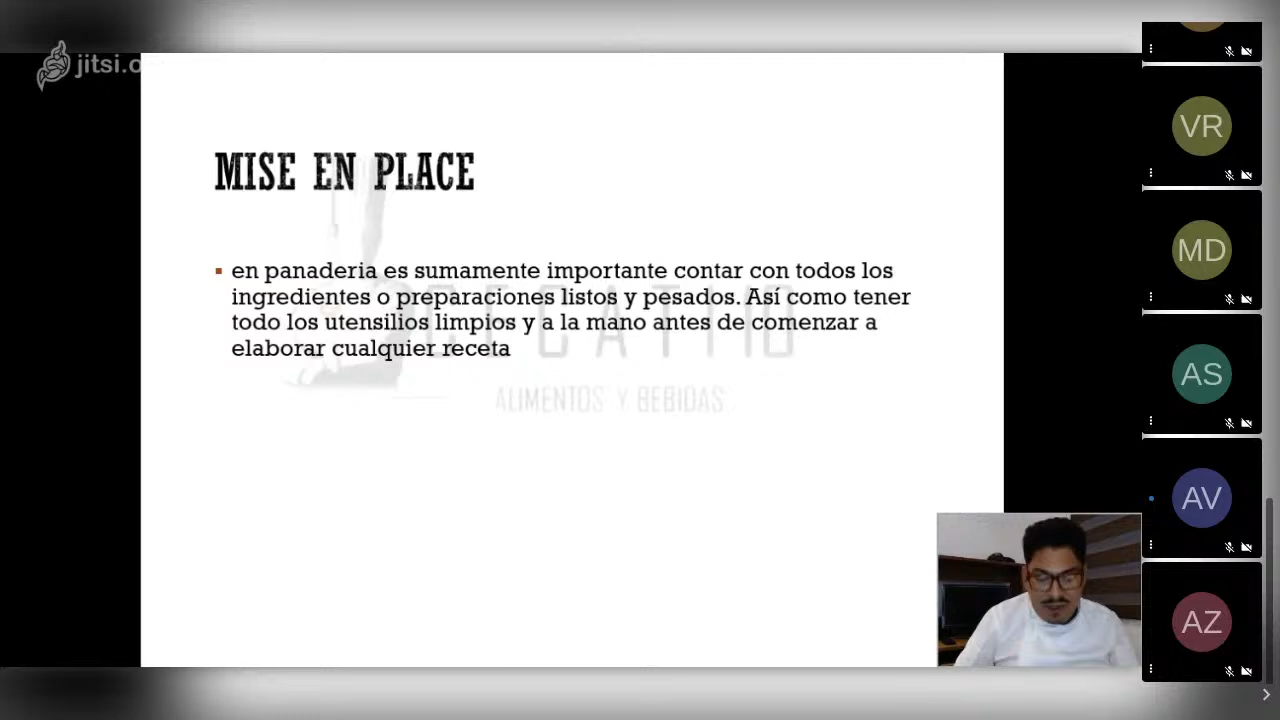 jitsi.o
MISE EN PLACE
en panaderia es sumamente importante contar con todos los
ingredientes o preparaciones listos y pesados. Así como tener
todo los utensilios limpios y a la mano antes de comenzar a
elaborar cualquier receta
ALIMENTOS Y BEBIDAS
VR
MD
AS
AV
AZ